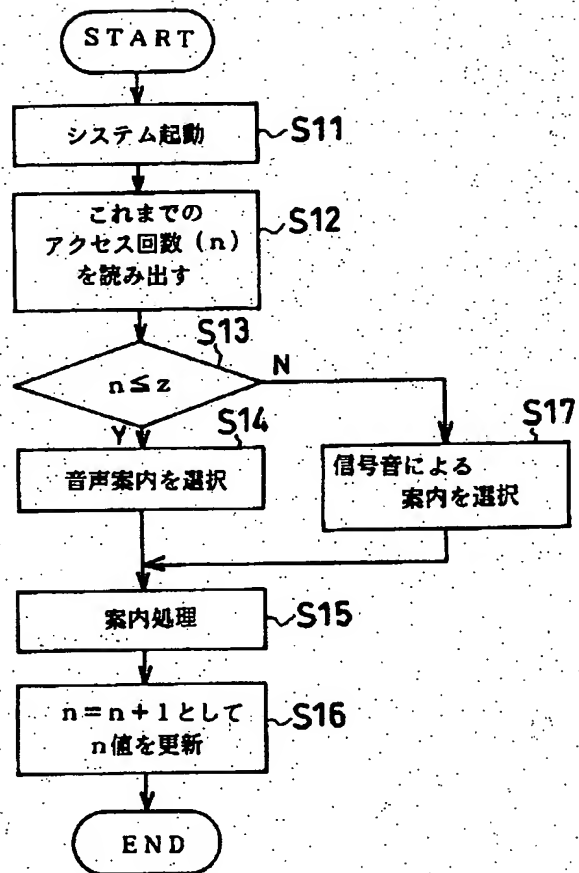 START
システム起動
S11
これまでの
アクセス回数(n)
を読み出す
S12
S13
n≦z
N
Y
S14
音声案内を選択
S17
信号音による
案内を選択
案内処理
S15
n=n+1として
n値を更新
S16
END